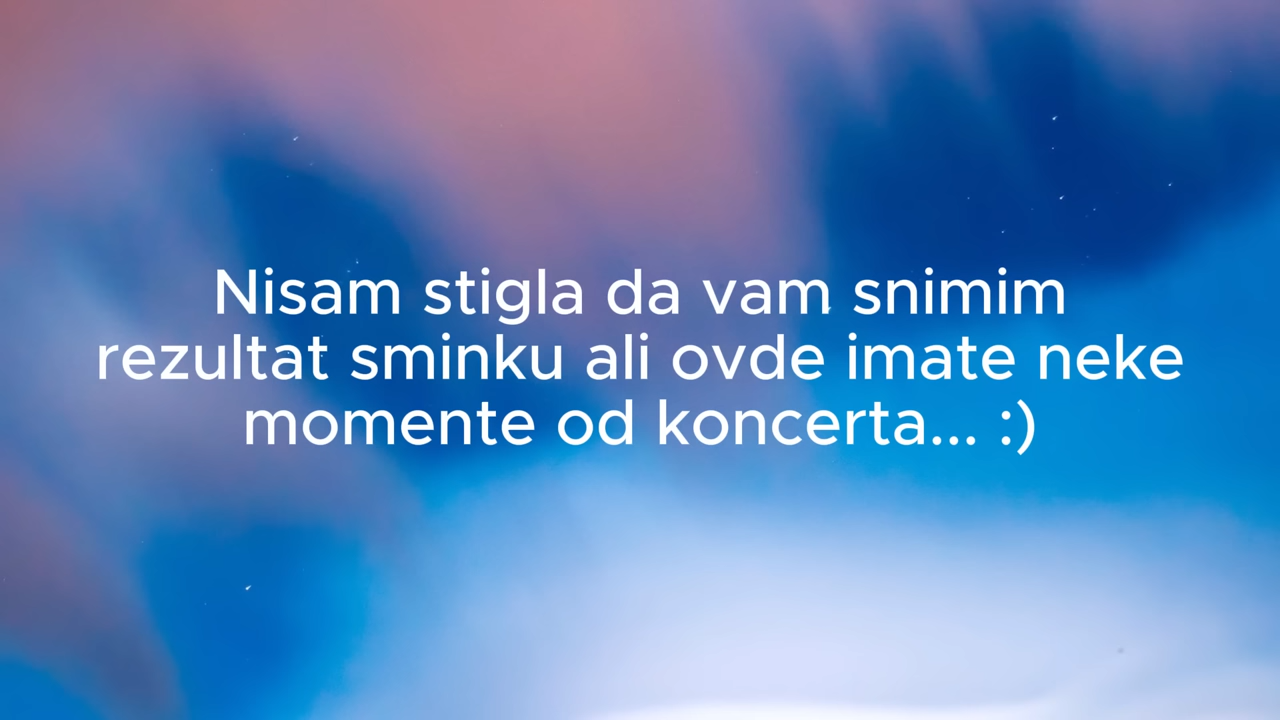 Nisam stigla da vam snimim
rezultat sminku ali ovde imate neke
momente od koncerta... :)